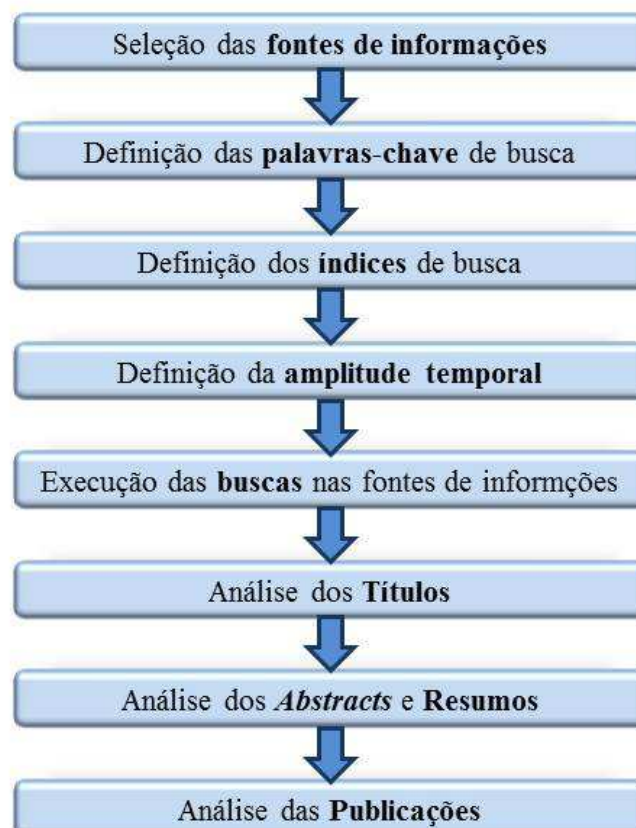 Seleção das fontes de informações
Definição das palavras-chave de busca
Definição dos índices de busca
Definição da amplitude temporal
Execução das buscas nas fontes de informções
Análise dos Títulos
Análise dos Abstracts e Resumos
Análise das Publicações